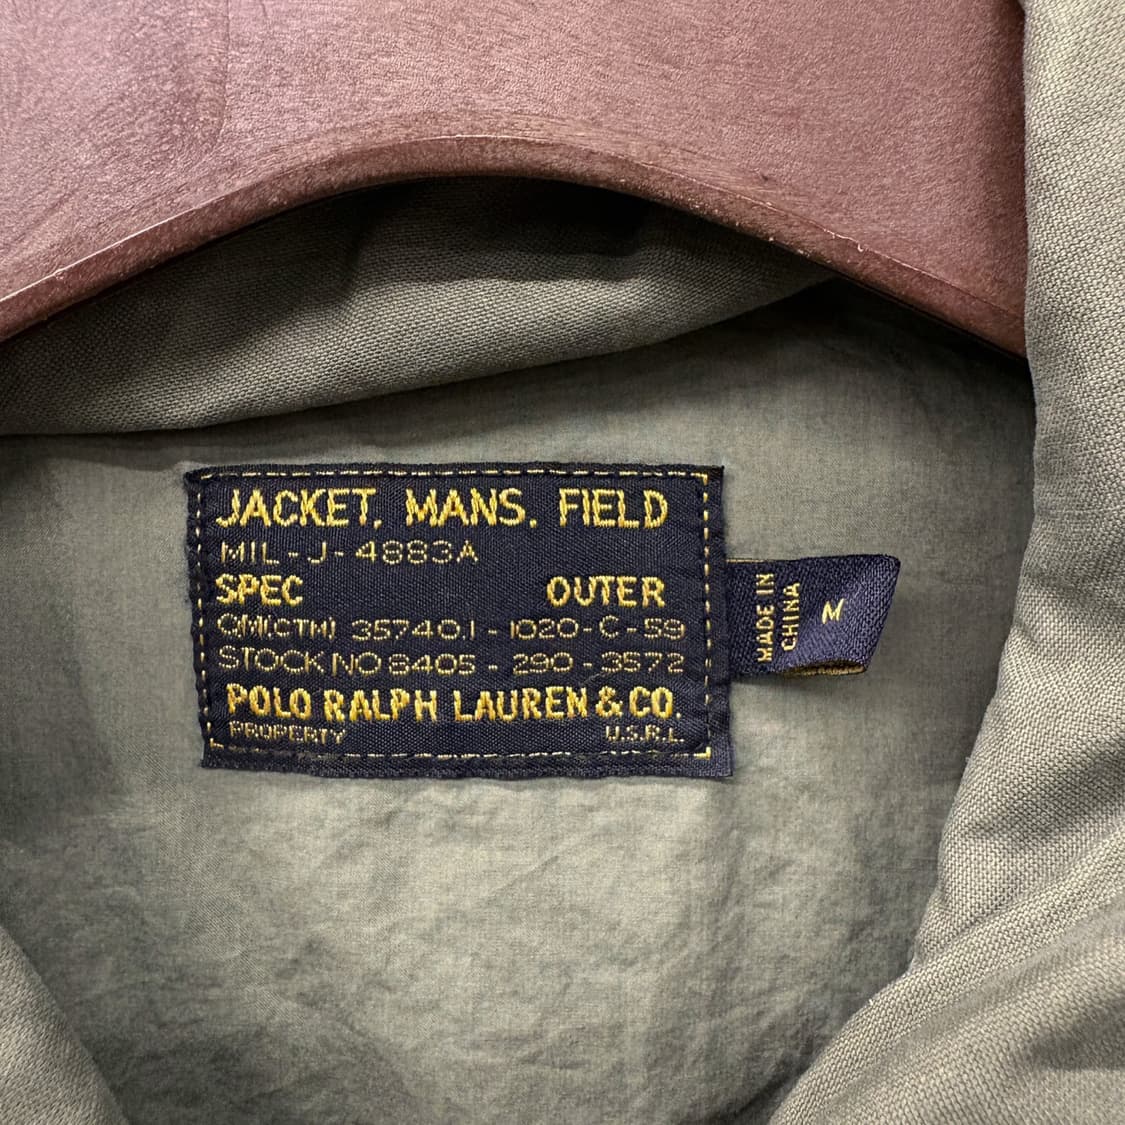 JACKET, MANS, FIELD
MIL-J-4883A
SPEC OUTER
QM(CTM) 35740.1-1020-C-59
STOCK NO 8405-290-3572
POLO RALPH LAUREN & CO.
PROPERTY U.S.R.L.
MADE IN
CHINA
M